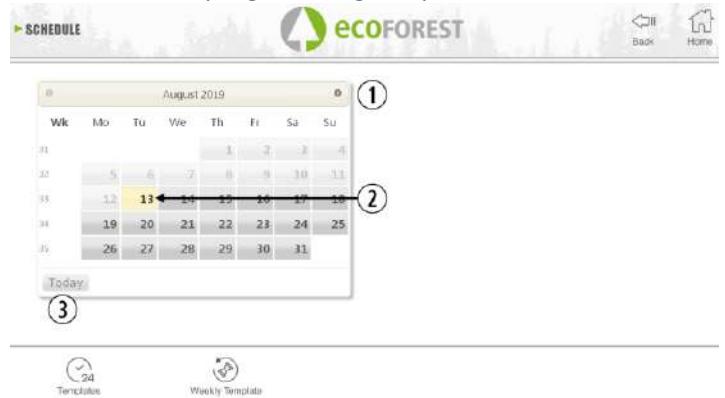 SCHEDULE
ecoFOREST
Back
Home
August 2019
1
Wk Mo Tu We Th Fr Sa Su
31 1 2 3 4
32 5 6 7 8 9 10 11
33 12 13 14 15 16 17 18
2
34 19 20 21 22 23 24 25
35 26 27 28 29 30 31
Today
3
24
Templates
Weekly Template